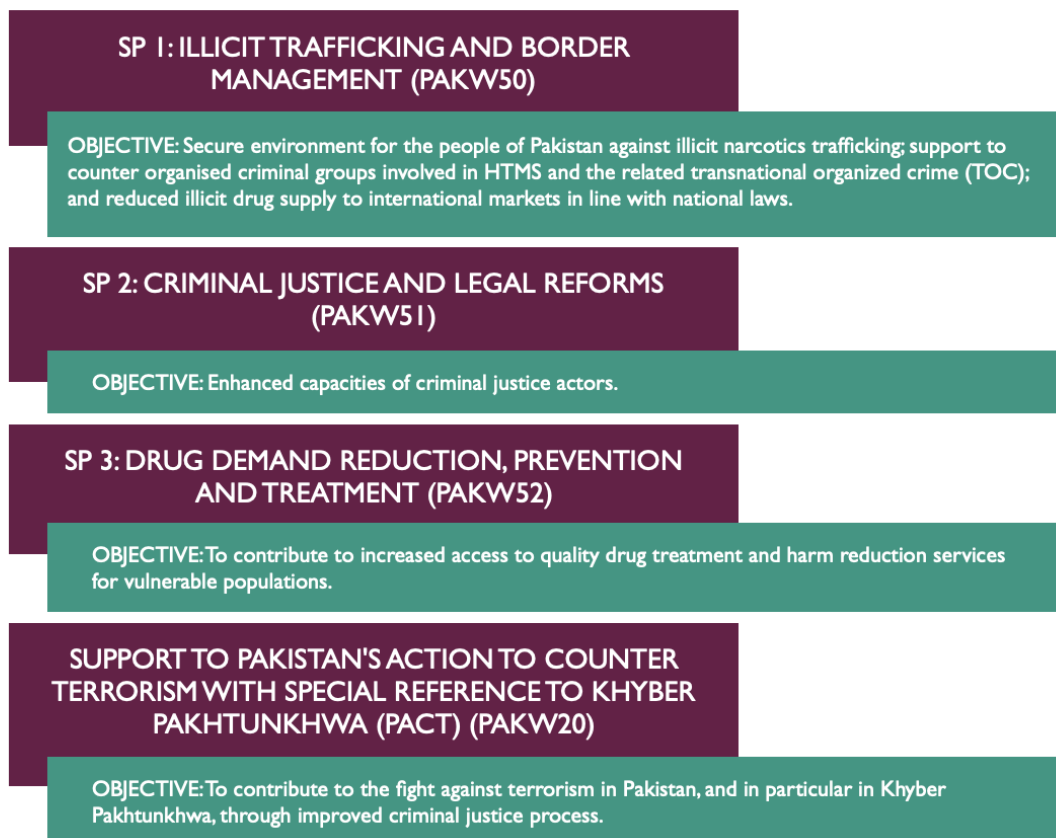 SP 1: ILLICIT TRAFFICKING AND BORDER
MANAGEMENT (PAKW50)
OBJECTIVE: Secure environment for the people of Pakistan against illicit narcotics trafficking; support to
counter organised criminal groups involved in HTMS and the related transnational organized crime (TOC);
and reduced illicit drug supply to international markets in line with national laws.
SP 2: CRIMINAL JUSTICE AND LEGAL REFORMS
(PAKW51)
OBJECTIVE: Enhanced capacities of criminal justice actors.
SP 3: DRUG DEMAND REDUCTION, PREVENTION
AND TREATMENT (PAKW52)
OBJECTIVE: To contribute to increased access to quality drug treatment and harm reduction services
for vulnerable populations.
SUPPORT TO PAKISTAN'S ACTION TO COUNTER
TERRORISM WITH SPECIAL REFERENCE TO KHYBER
PAKHTUNKHWA (PACT) (PAKW20)
OBJECTIVE: To contribute to the fight against terrorism in Pakistan, and in particular in Khyber
Pakhtunkhwa, through improved criminal justice process.